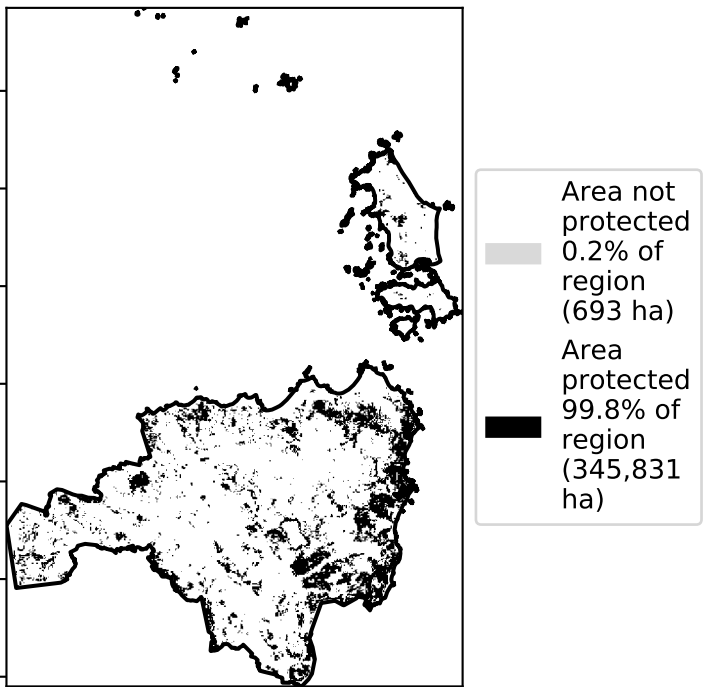 Area not
protected
0.2% of
region
(693 ha)
Area
protected
99.8% of
region
(345,831
ha)